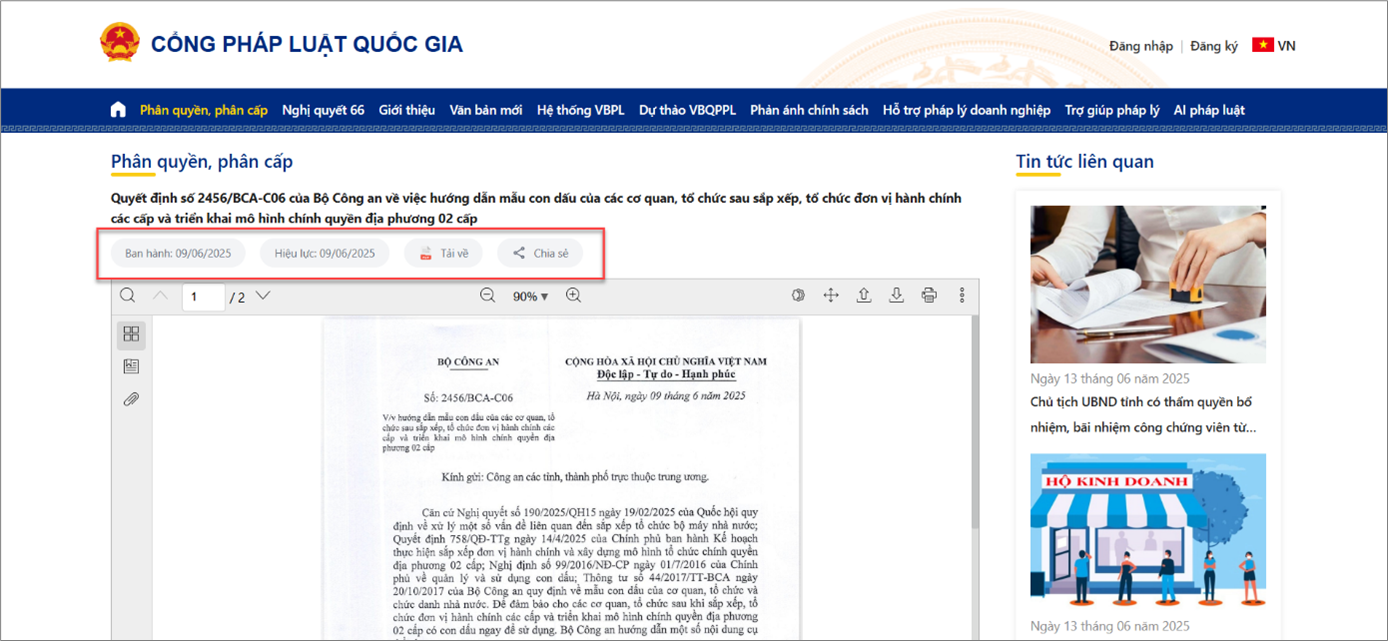 CỔNG PHÁP LUẬT QUỐC GIA
Đăng nhập | Đăng ký VN
Phân quyền, phân cấp Nghị quyết 66 Giới thiệu Văn bản mới Hệ thống VBPL Dự thảo VBQPPL Phản ánh chính sách Hỗ trợ pháp lý doanh nghiệp Trợ giúp pháp lý AI pháp luật
Phân quyền, phân cấp
Quyết định số 2456/BCA-C06 của Bộ Công an về việc hướng dẫn mẫu con dấu của các cơ quan, tổ chức sau sắp xếp, tổ chức đơn vị hành chính
các cấp và triển khai mô hình chính quyền địa phương 02 cấp
Ban hành: 09/06/2025 Hiệu lực: 09/06/2025 Tải về Chia sẻ
1 / 2 90%
BỘ CÔNG AN
CỘNG HÒA XÃ HỘI CHỦ NGHĨA VIỆT NAM
Độc lập - Tự do - Hạnh phúc
Số: 2456/BCA-C06
Hà Nội, ngày 09 tháng 6 năm 2025
V/v hướng dẫn mẫu con dấu của các cơ quan, tổ
chức sau sắp xếp, tổ chức đơn vị hành chính các
cấp và triển khai mô hình chính quyền địa
phương 02 cấp
Kính gửi: Công an các tỉnh, thành phố trực thuộc trung ương.
Căn cứ Nghị quyết số 190/2025/QH15 ngày 19/02/2025 của Quốc hội quy
định về xử lý một số vấn đề liên quan đến sắp xếp tổ chức bộ máy nhà nước;
Quyết định 758/QĐ-TTg ngày 14/4/2025 của Chính phủ ban hành Kế hoạch
thực hiện sắp xếp đơn vị hành chính và xây dựng mô hình tổ chức chính quyền
địa phương 02 cấp; Nghị định số 99/2016/NĐ-CP ngày 01/7/2016 của Chính
phủ về quản lý và sử dụng con dấu; Thông tư số 44/2017/TT-BCA ngày
20/10/2017 của Bộ Công an quy định về mẫu con dấu của cơ quan, tổ chức và
chức danh nhà nước. Để đảm bảo cho các cơ quan, tổ chức sau khi sắp xếp, tổ
chức đơn vị hành chính các cấp và triển khai mô hình chính quyền địa phương
02 cấp có con dấu ngay để sử dụng. Bộ Công an hướng dẫn một số nội dung cụ
Tin tức liên quan
Ngày 13 tháng 06 năm 2025
Chủ tịch UBND tỉnh có thẩm quyền bổ
nhiệm, bãi nhiệm công chứng viên từ...
HỘ KINH DOANH
Ngày 13 tháng 06 năm 2025